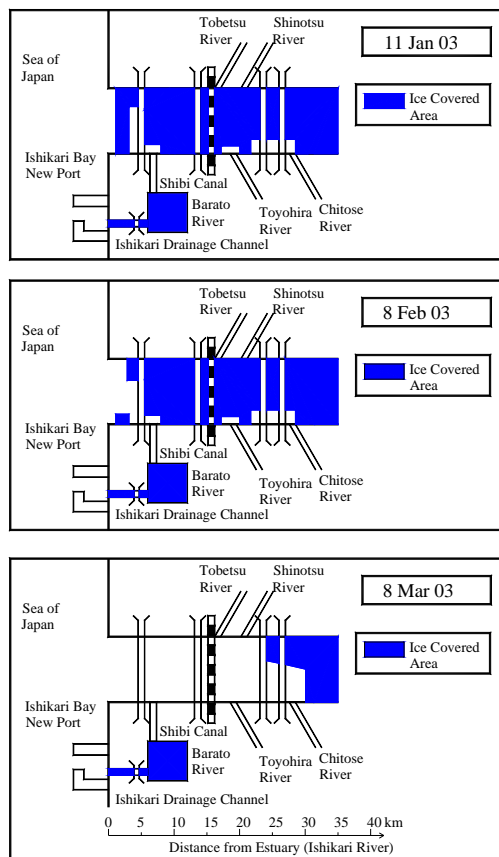 Tobetsu
River
Shinotsu
River
11 Jan 03
Sea of
Japan
Ice Covered
Area
Ishikari Bay
New Port
Shibi Canal
Barato
River
Toyohira
River
Chitose
River
Ishikari Drainage Channel
Tobetsu
River
Shinotsu
River
8 Feb 03
Sea of
Japan
Ice Covered
Area
Ishikari Bay
New Port
Shibi Canal
Barato
River
Toyohira
River
Chitose
River
Ishikari Drainage Channel
Tobetsu
River
Shinotsu
River
8 Mar 03
Sea of
Japan
Ice Covered
Area
Ishikari Bay
New Port
Shibi Canal
Barato
River
Toyohira
River
Chitose
River
Ishikari Drainage Channel
0 5 10 15 20 25 30 35 40 km
Distance from Estuary (Ishikari River)